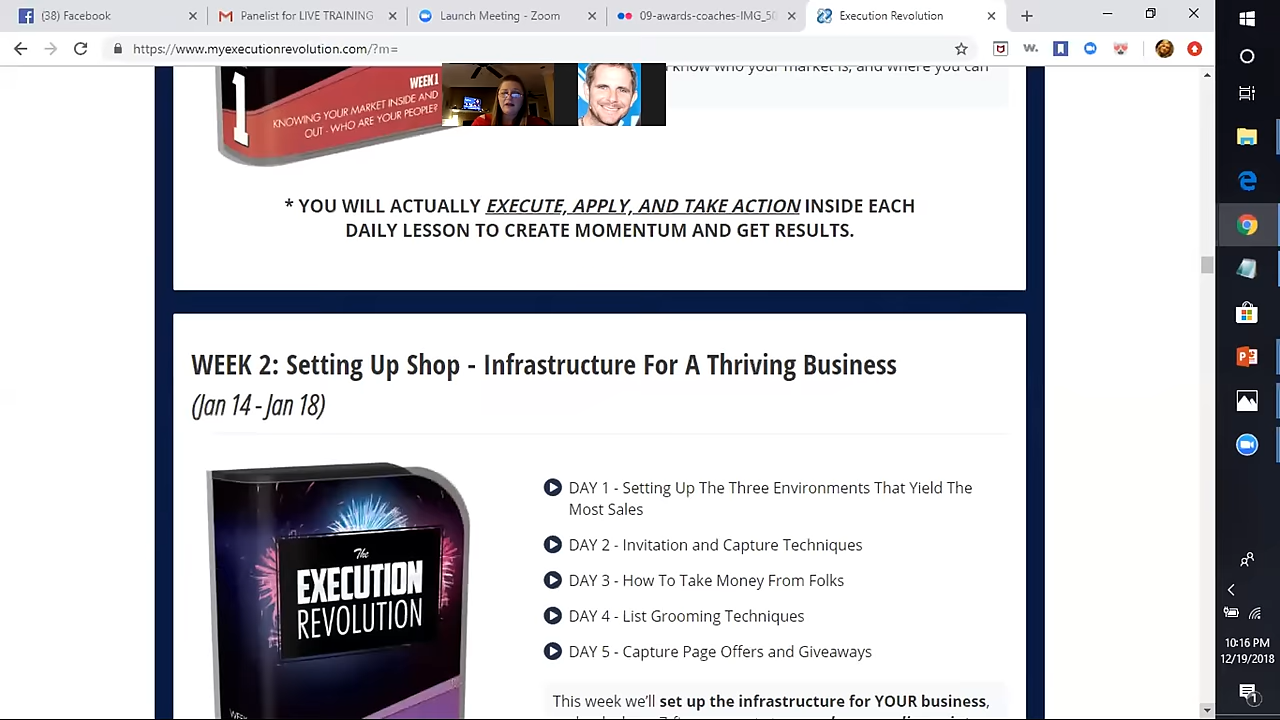 (38) Facebook
Panelist for LIVE TRAINING
Launch Meeting - Zoom
09-awards-coaches-IMG_50
Execution Revolution
https://www.myexecutionrevolution.com/?m=
know who your market is, and where you can
1
WEEK 1
KNOWING YOUR MARKET INSIDE AND
OUT - WHO ARE YOUR PEOPLE?
* YOU WILL ACTUALLY EXECUTE, APPLY, AND TAKE ACTION INSIDE EACH
DAILY LESSON TO CREATE MOMENTUM AND GET RESULTS.
WEEK 2: Setting Up Shop - Infrastructure For A Thriving Business
(Jan 14 - Jan 18)
The
EXECUTION
REVOLUTION
DAY 1 - Setting Up The Three Environments That Yield The
Most Sales
DAY 2 - Invitation and Capture Techniques
DAY 3 - How To Take Money From Folks
DAY 4 - List Grooming Techniques
DAY 5 - Capture Page Offers and Giveaways
This week we'll set up the infrastructure for YOUR business,
10:16 PM
12/19/2018
1